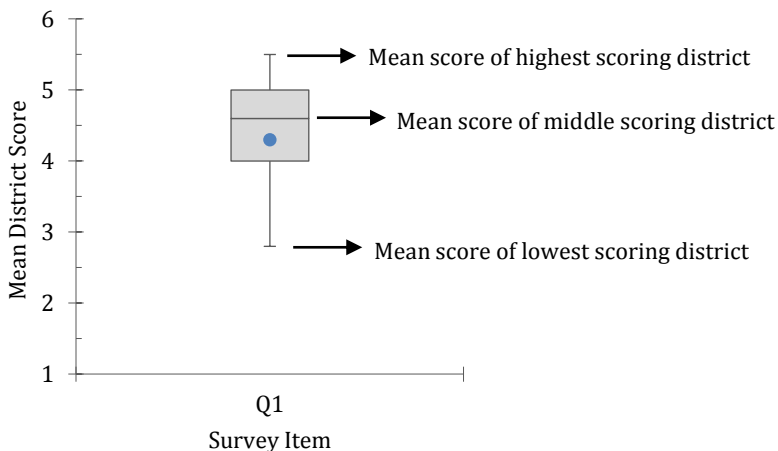 6
Mean score of highest scoring district
5
Mean score of middle scoring district
4
3
Mean score of lowest scoring district
2
1
Mean District Score
Q1
Survey Item